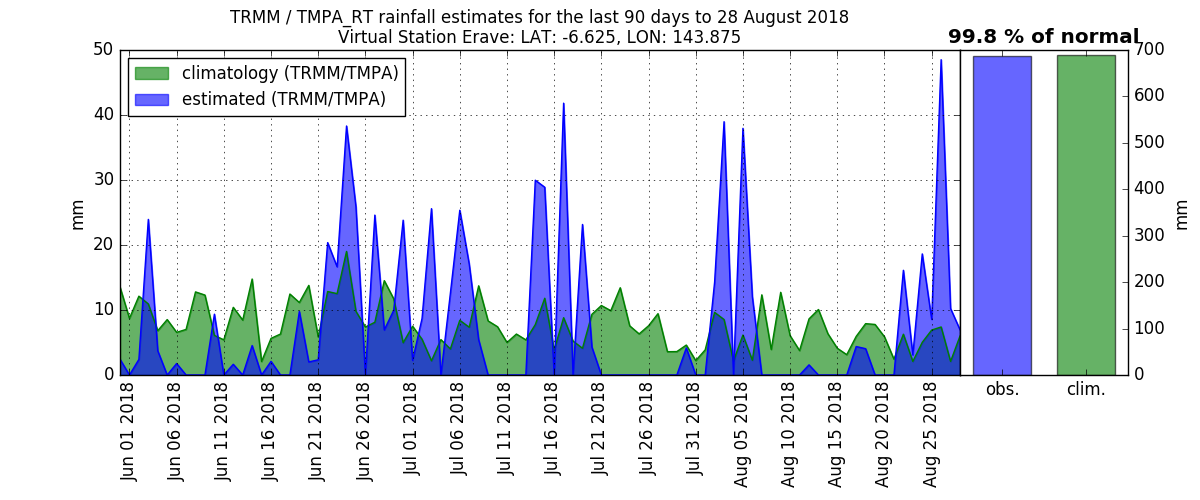 TRMM / TMPA_RT rainfall estimates for the last 90 days to 28 August 2018
Virtual Station Erave: LAT: -6.625, LON: 143.875
99.8 % of normal
climatology (TRMM/TMPA)
estimated (TRMM/TMPA)
mm
50
40
30
20
10
0
Jun 01 2018
Jun 06 2018
Jun 11 2018
Jun 16 2018
Jun 21 2018
Jun 26 2018
Jul 01 2018
Jul 06 2018
Jul 11 2018
Jul 16 2018
Jul 21 2018
Jul 26 2018
Jul 31 2018
Aug 05 2018
Aug 10 2018
Aug 15 2018
Aug 20 2018
Aug 25 2018
obs.
clim.
700
600
500
400
300
200
100
0
mm